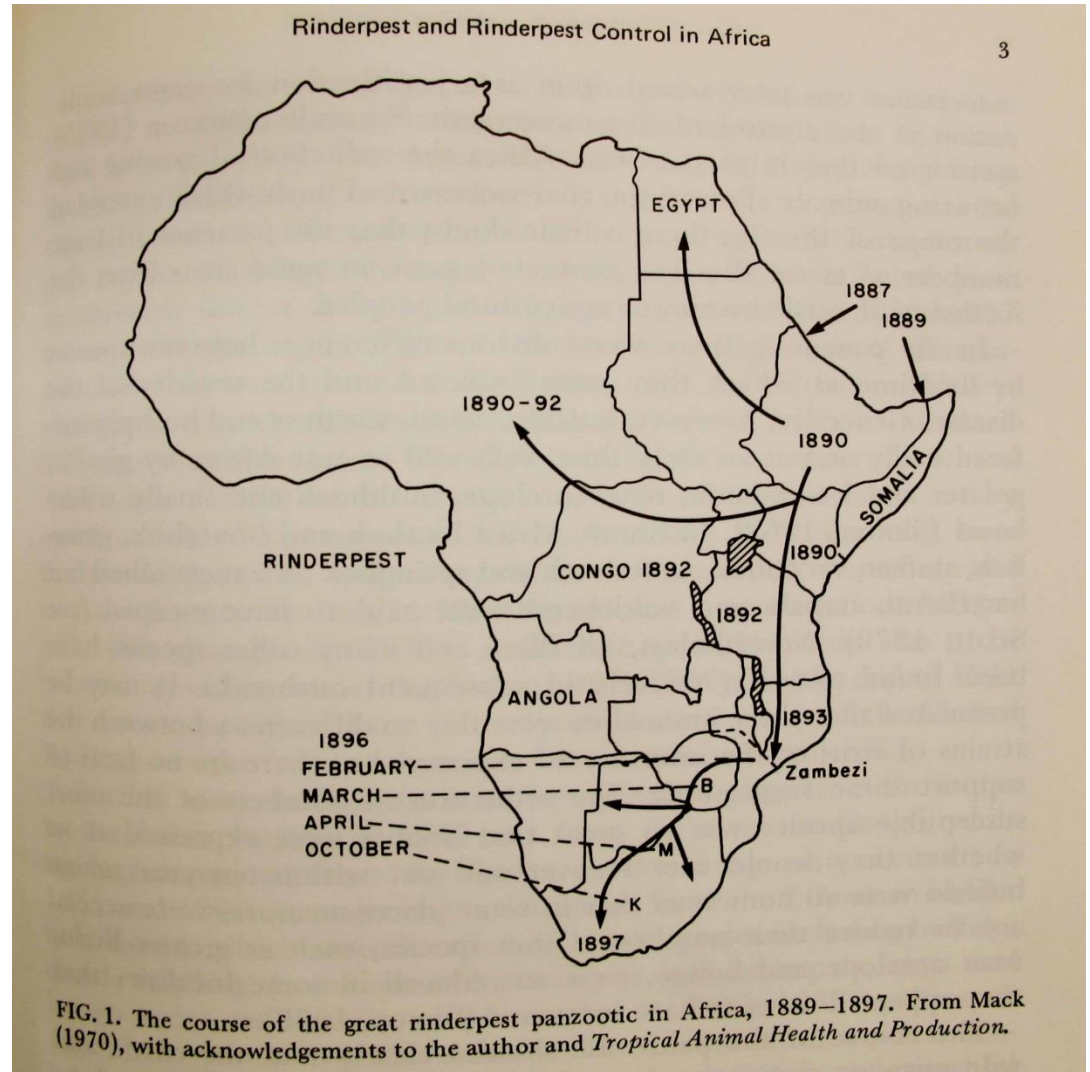 Rinderpest and Rinderpest Control in Africa
3
EGYPT
1887
1889
1890-92
1890
SOMALIA
RINDERPEST
CONGO 1892
1890
1892
ANGOLA
1893
1896
FEBRUARY
Zambezi
MARCH
B
APRIL
OCTOBER
M
K
1897
FIG. 1. The course of the great rinderpest panzootic in Africa, 1889–1897. From Mack
(1970), with acknowledgements to the author and Tropical Animal Health and Production.